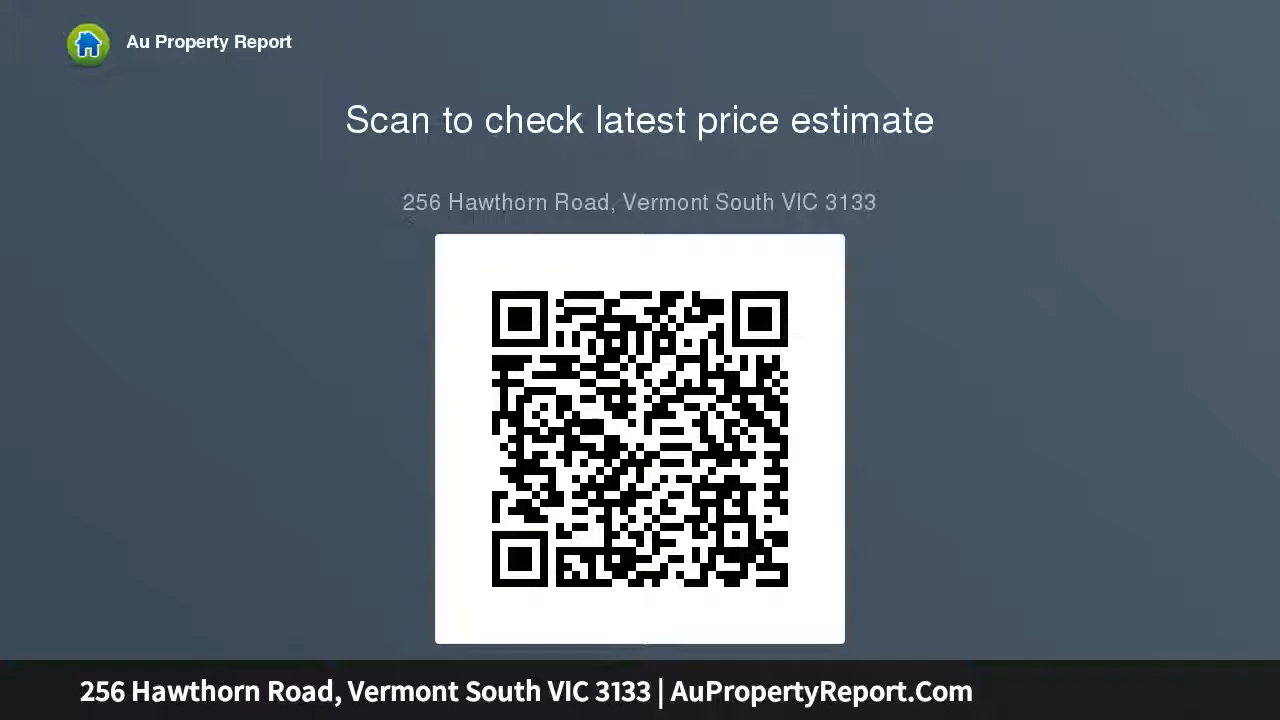 Au Property Report
Scan to check latest price estimate
256 Hawthorn Road, Vermont South VIC 3133
256 Hawthorn Road, Vermont South VIC 3133 | AuPropertyReport.Com